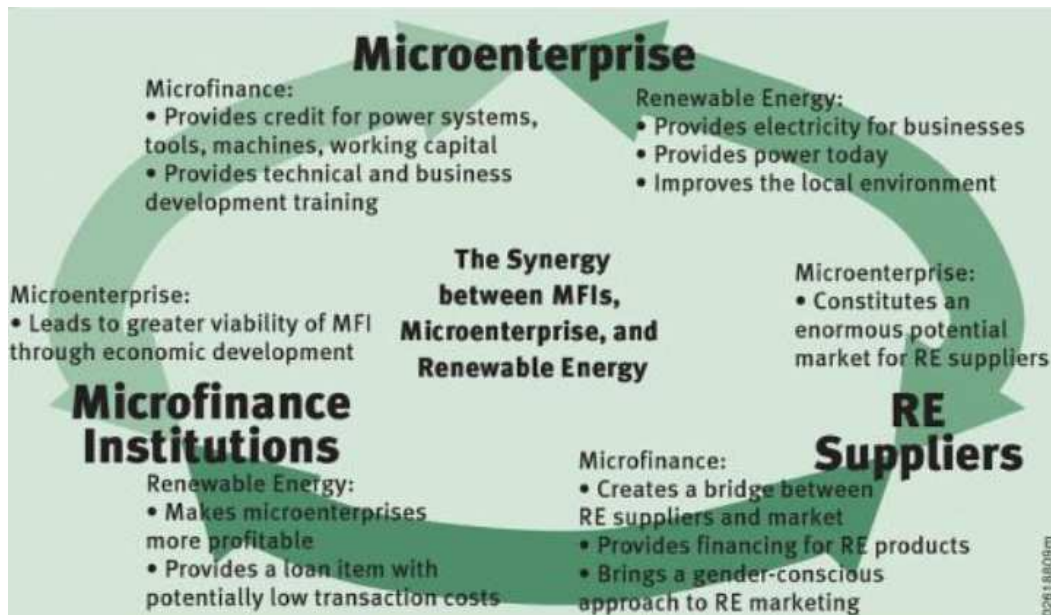 Microenterprise
Microfinance:
• Provides credit for power systems,
tools, machines, working capital
• Provides technical and business
development training
Renewable Energy:
• Provides electricity for businesses
• Provides power today
• Improves the local environment
The Synergy
between MFIs,
Microenterprise, and
Renewable Energy
Microenterprise:
• Leads to greater viability of MFI
through economic development
Microenterprise:
• Constitutes an
enormous potential
market for RE suppliers
Microfinance
Institutions
RE
Suppliers
Renewable Energy:
• Makes microenterprises
more profitable
• Provides a loan item with
potentially low transaction costs
Microfinance:
• Creates a bridge between
RE suppliers and market
• Provides financing for RE products
• Brings a gender-conscious
approach to RE marketing